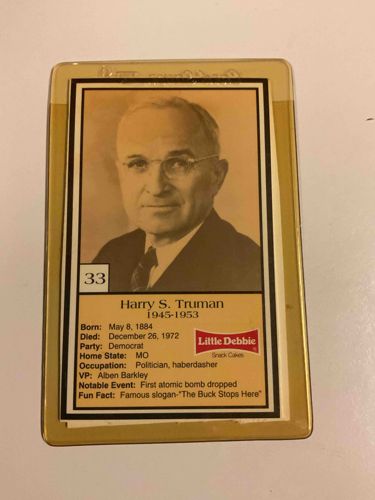 33
Harry S. Truman
1945-1953
Born: May 8, 1884
Died: December 26, 1972
Party: Democrat
Home State: MO
Occupation: Politician, haberdasher
VP: Alben Barkley
Notable Event: First atomic bomb dropped
Fun Fact: Famous slogan-"The Buck Stops Here"
Little Debbie
Snack Cakes